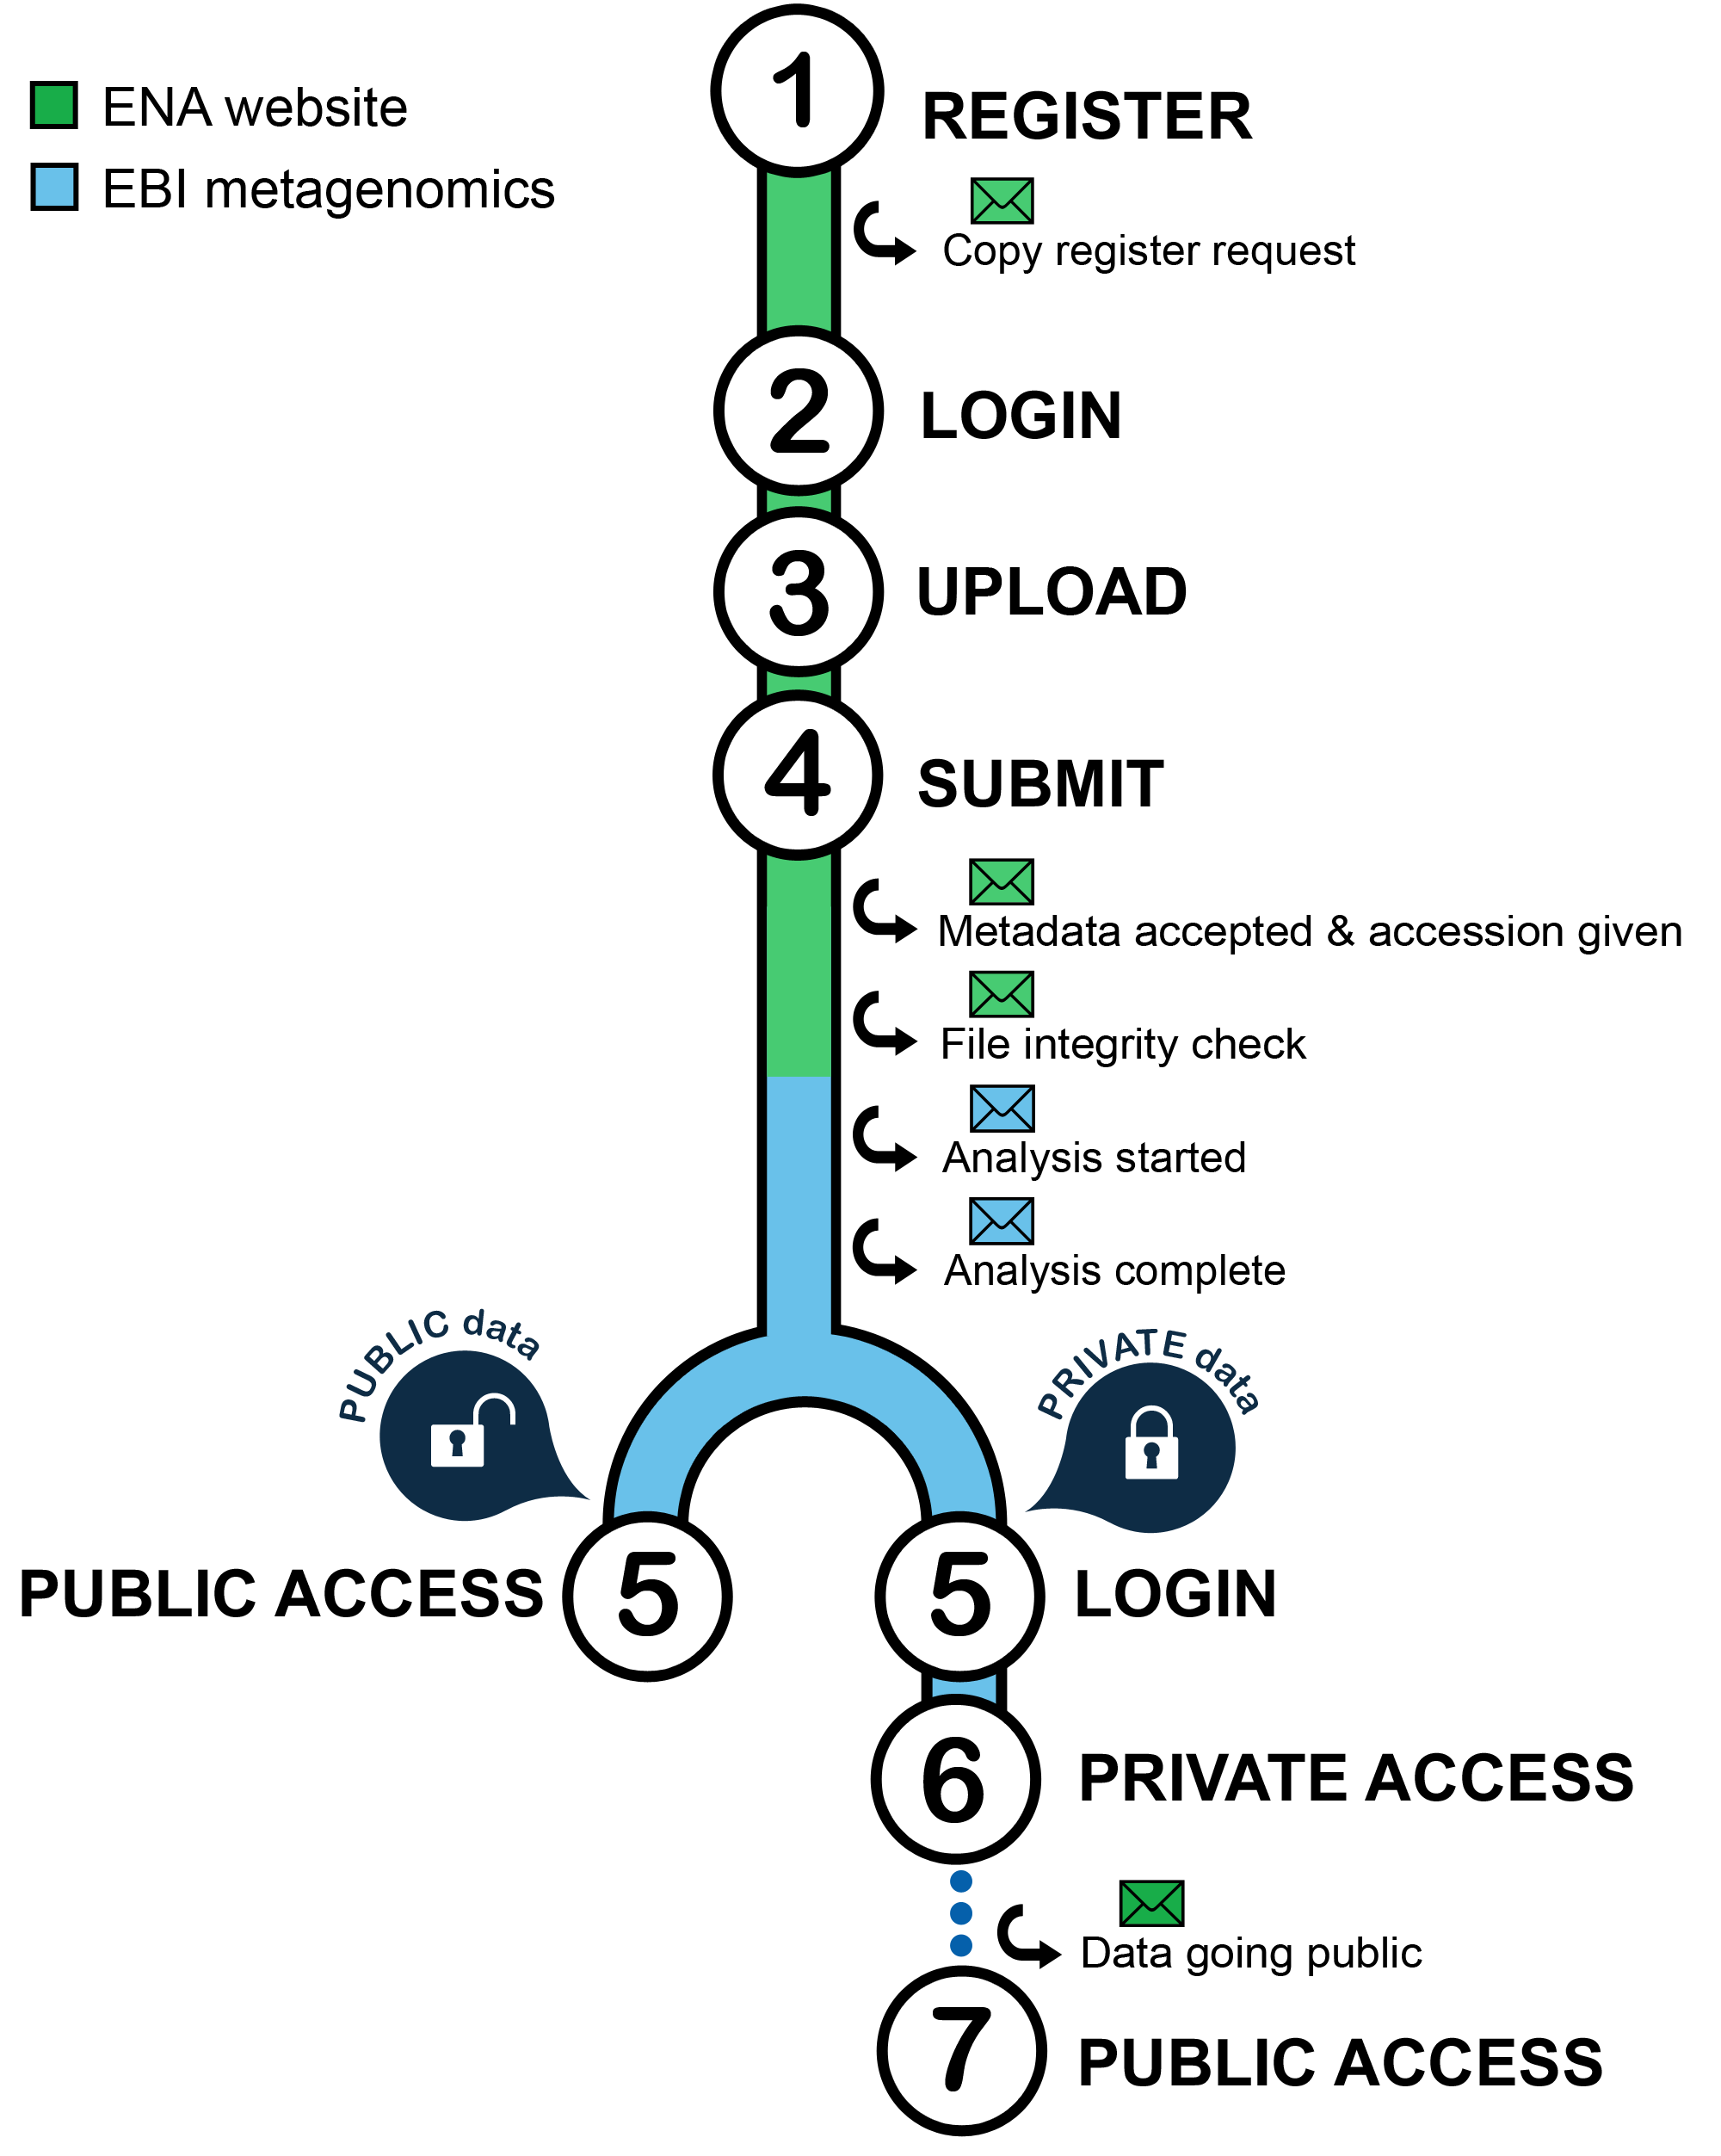 ENA website
EBI metagenomics
1
REGISTER
Copy register request
2
LOGIN
3
UPLOAD
4
SUBMIT
Metadata accepted & accession given
File integrity check
Analysis started
Analysis complete
PUBLIC data
PRIVATE data
PUBLIC ACCESS
5
5
LOGIN
6
PRIVATE ACCESS
Data going public
7
PUBLIC ACCESS